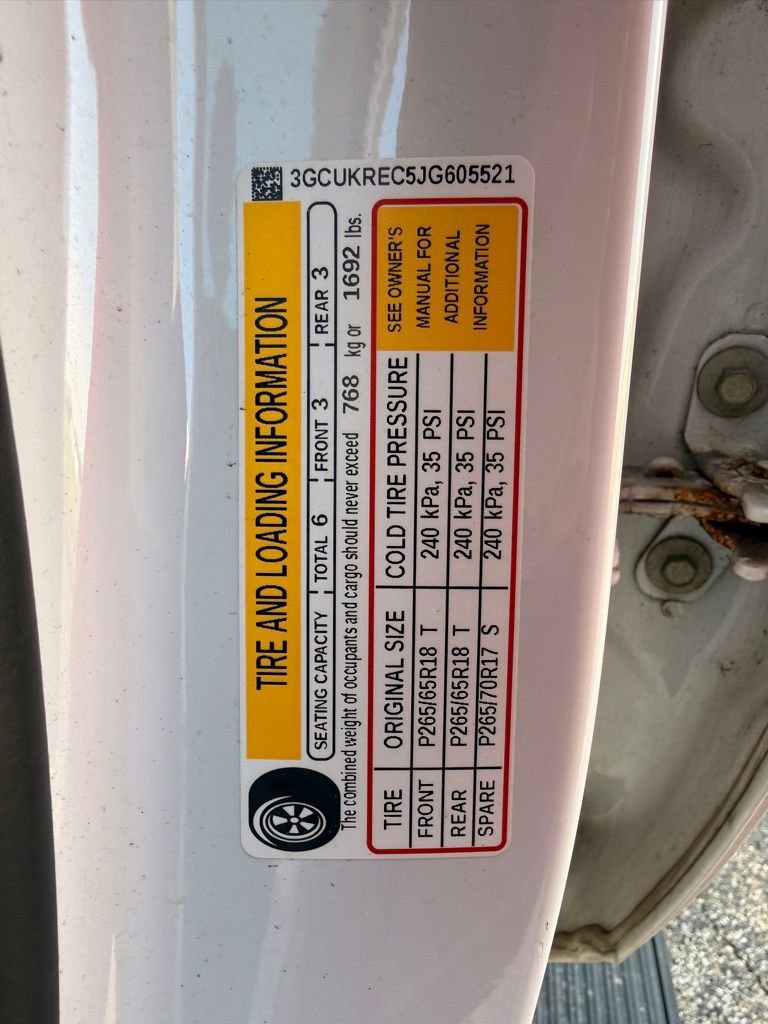 3GCUKREC5JG605521
TIRE AND LOADING INFORMATION
SEATING CAPACITY TOTAL 6 FRONT 3 REAR 3
The combined weight of occupants and cargo should never exceed 768 kg or 1692 lbs.
TIRE ORIGINAL SIZE COLD TIRE PRESSURE
FRONT P265/65R18 T 240 kPa, 35 PSI
REAR P265/65R18 T 240 kPa, 35 PSI
SPARE P265/70R17 S 240 kPa, 35 PSI
SEE OWNER'S
MANUAL FOR
ADDITIONAL
INFORMATION